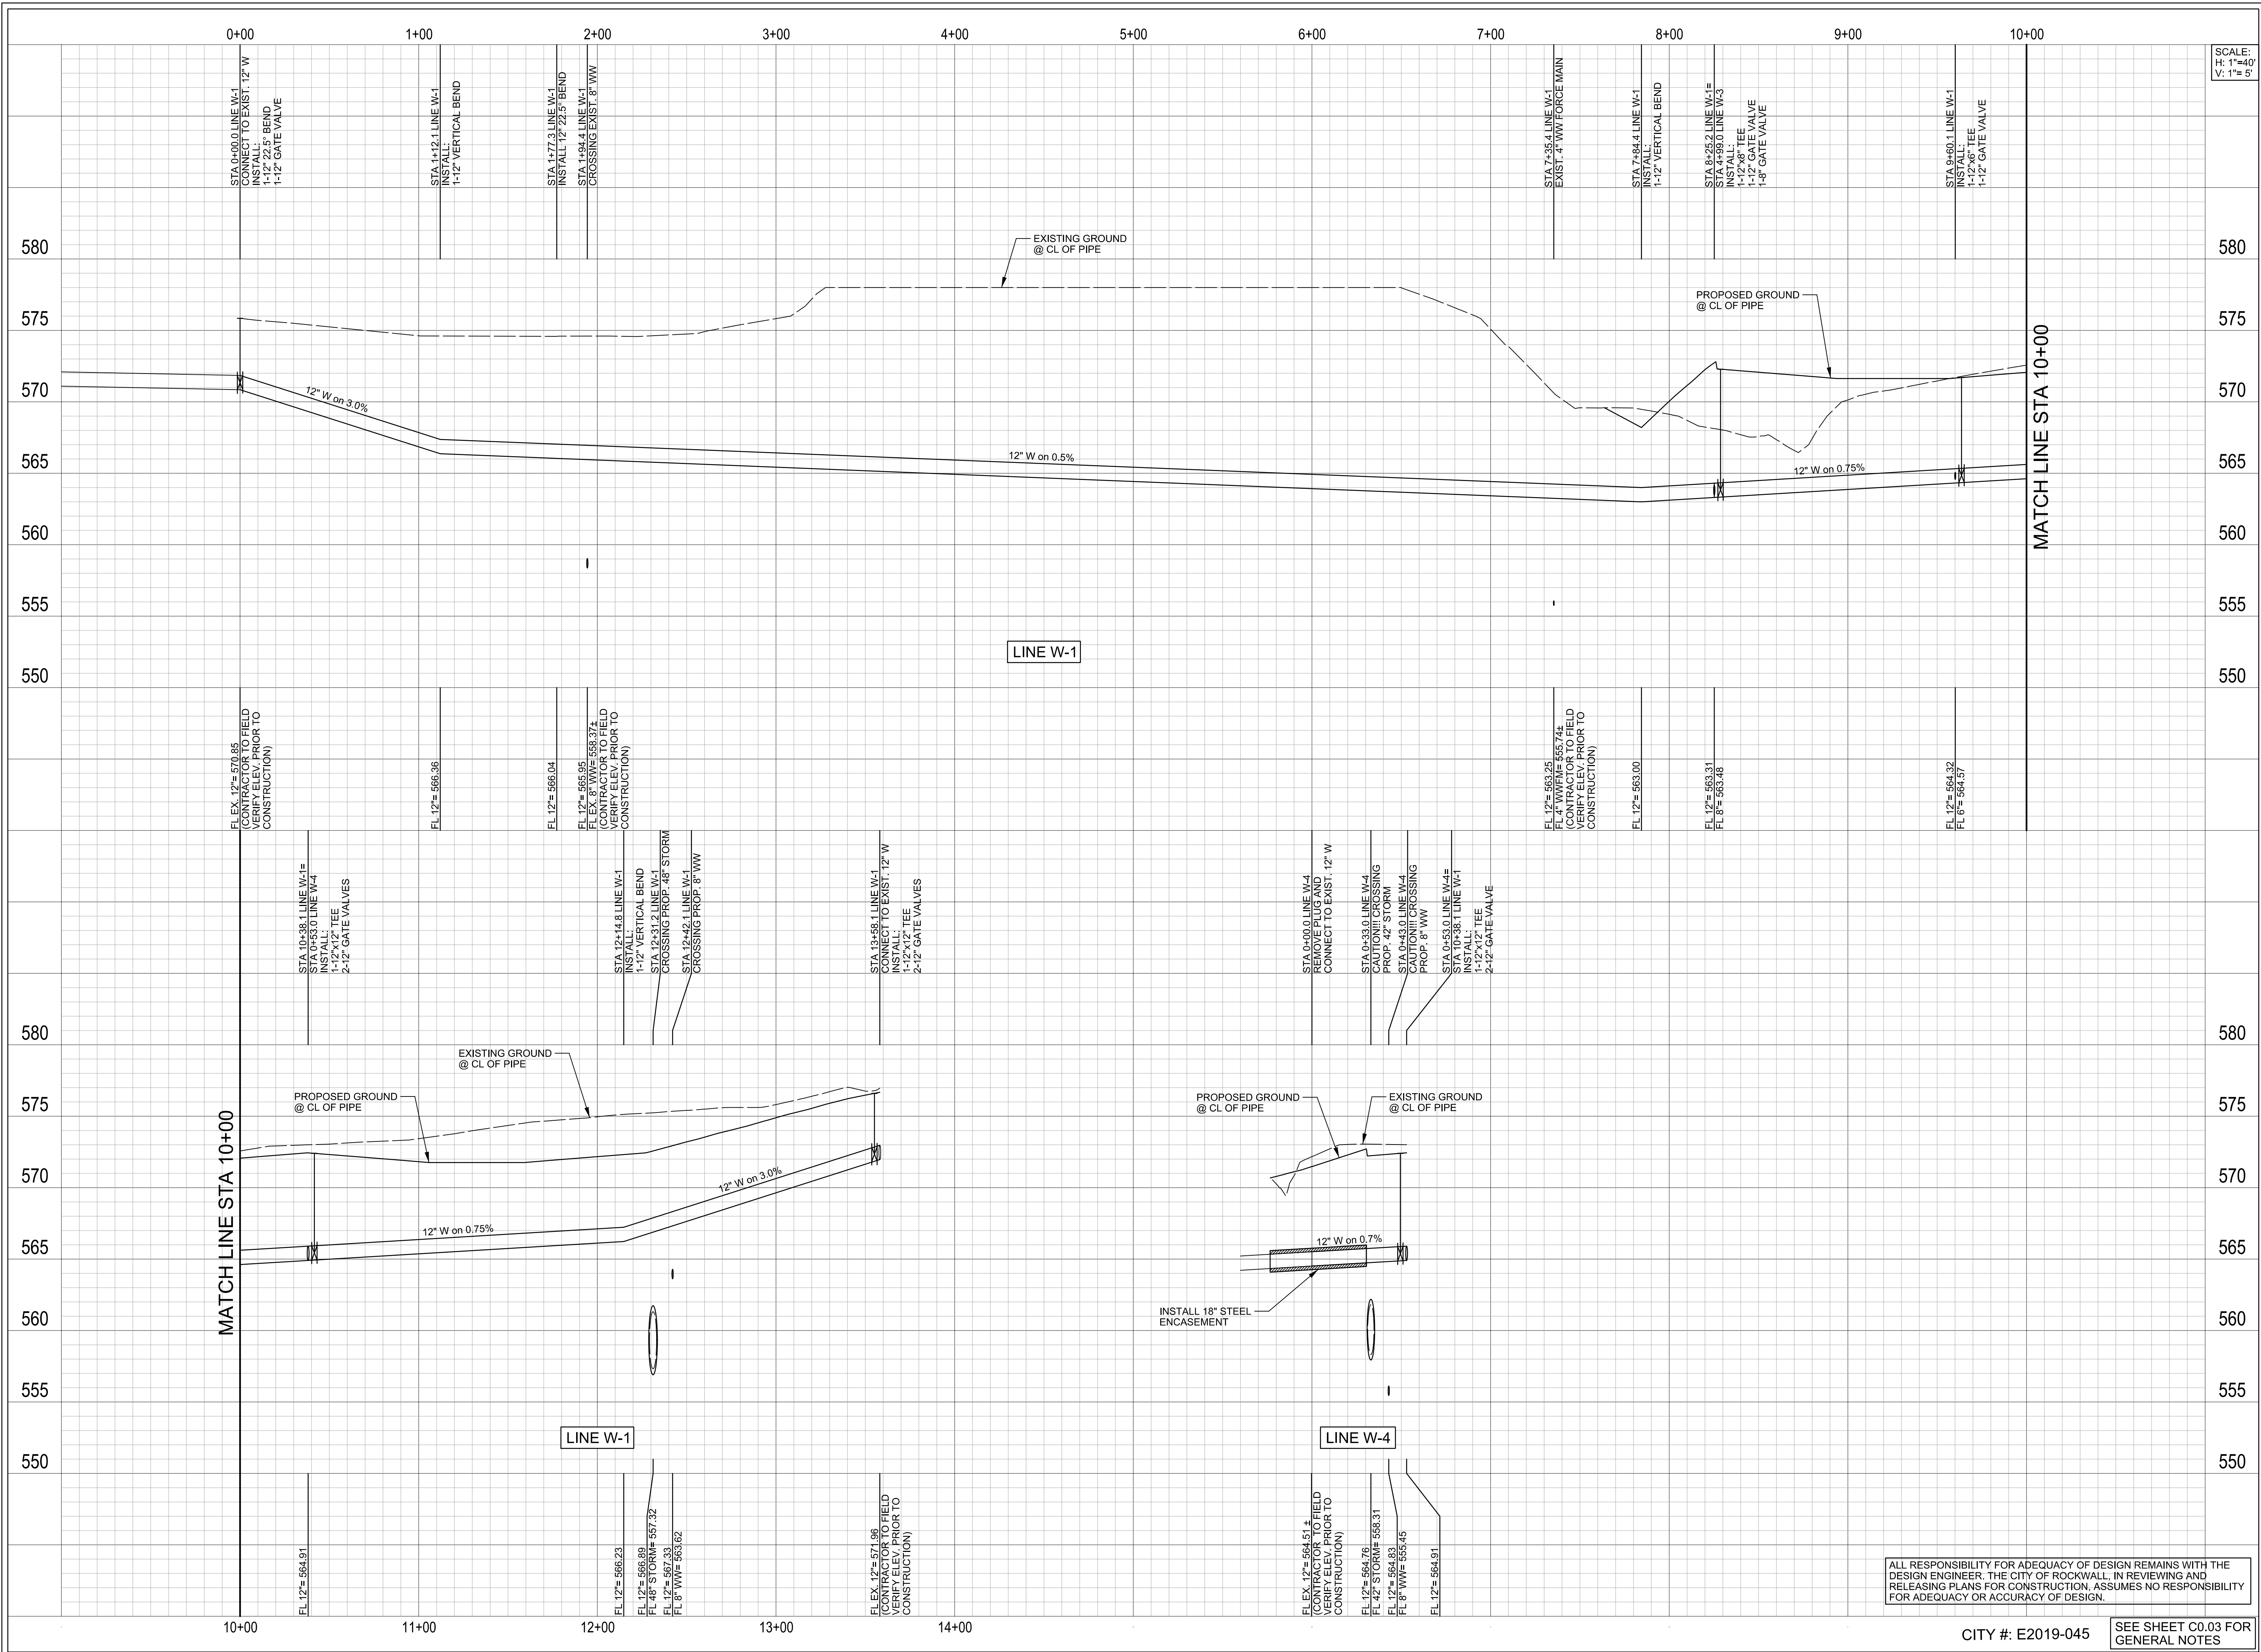 0+00 1+00 2+00 3+00 4+00 5+00 6+00 7+00 8+00 9+00 10+00
SCALE:
H: 1"=40'
V: 1"= 5'
STA 0+00.0 LINE W-1
CONNECT TO EXIST. 12" W
INSTALL:
1-12" 22.5° BEND
1-12" GATE VALVE
STA 1+12.1 LINE W-1
INSTALL:
1-12" VERTICAL BEND
STA 1+77.3 LINE W-1
INSTALL 12" 22.5° BEND
STA 1+94.4 LINE W-1
CROSSING EXIST. 8" WW
STA 7+35.4 LINE W-1
EXIST. 4" WW FORCE MAIN
STA 7+84.4 LINE W-1
INSTALL:
1-12" VERTICAL BEND
STA 8+25.2 LINE W-1=
STA 4+99.0 LINE W-3
INSTALL:
1-12"x8" TEE
1-12" GATE VALVE
1-8" GATE VALVE
STA 9+60.1 LINE W-1
INSTALL:
1-12"x6" TEE
1-12" GATE VALVE
580 580
EXISTING GROUND
@ CL OF PIPE
PROPOSED GROUND
@ CL OF PIPE
575 575
570 570
12" W on 3.0%
565 565
12" W on 0.5%
12" W on 0.75%
MATCH LINE STA 10+00
560 560
555 555
LINE W-1
550 550
FL EX. 12"= 570.85
(CONTRACTOR TO FIELD
VERIFY ELEV. PRIOR TO
CONSTRUCTION)
FL 12"= 566.36
FL 12"= 566.04
FL 12"= 565.95
FL EX. 8" WW= 558.37±
(CONTRACTOR TO FIELD
VERIFY ELEV. PRIOR TO
CONSTRUCTION)
FL 12"= 563.25
FL 4" WWFM= 555.74±
(CONTRACTOR TO FIELD
VERIFY ELEV. PRIOR TO
CONSTRUCTION)
FL 12"= 563.00
FL 12"= 563.31
FL 8"= 563.48
FL 12"= 564.32
FL 6"= 564.57
STA 10+38.1 LINE W-1=
STA 0+53.0 LINE W-4
INSTALL:
1-12"x12" TEE
2-12" GATE VALVES
STA 12+14.8 LINE W-1
INSTALL:
1-12" VERTICAL BEND
STA 12+31.2 LINE W-1
CROSSING PROP. 48" STORM
STA 12+42.1 LINE W-1
CROSSING PROP. 8" WW
STA 13+58.1 LINE W-1
CONNECT TO EXIST. 12" W
INSTALL:
1-12"x12" TEE
2-12" GATE VALVES
STA 0+00.0 LINE W-4
REMOVE PLUG AND
CONNECT TO EXIST. 12" W
STA 0+33.0 LINE W-4
CAUTION!!! CROSSING
PROP. 42" STORM
STA 0+43.0 LINE W-4
CAUTION!!! CROSSING
PROP. 8" WW
STA 0+53.0 LINE W-4=
STA 10+38.1 LINE W-1
INSTALL:
1-12"x12" TEE
2-12" GATE VALVE
580 580
EXISTING GROUND
@ CL OF PIPE
PROPOSED GROUND
@ CL OF PIPE
PROPOSED GROUND
@ CL OF PIPE
EXISTING GROUND
@ CL OF PIPE
575 575
570 570
MATCH LINE STA 10+00
12" W on 0.75%
12" W on 3.0%
12" W on 0.7%
565 565
INSTALL 18" STEEL
ENCASEMENT
560 560
555 555
LINE W-1
LINE W-4
550 550
FL 12"= 564.91
FL 12"= 566.23
FL 12"= 566.89
FL 48" STORM= 557.32
FL 12"= 567.33
FL 8" WW= 563.62
FL EX. 12"= 571.96
(CONTRACTOR TO FIELD
VERIFY ELEV. PRIOR TO
CONSTRUCTION)
FL EX. 12"= 564.51 ±
(CONTRACTOR TO FIELD
VERIFY ELEV. PRIOR TO
CONSTRUCTION)
FL 12"= 564.76
FL 42" STORM= 558.31
FL 12"= 564.83
FL 8" WW= 555.45
FL 12"= 564.91
10+00 11+00 12+00 13+00 14+00
ALL RESPONSIBILITY FOR ADEQUACY OF DESIGN REMAINS WITH THE
DESIGN ENGINEER. THE CITY OF ROCKWALL, IN REVIEWING AND
RELEASING PLANS FOR CONSTRUCTION, ASSUMES NO RESPONSIBILITY
FOR ADEQUACY OR ACCURACY OF DESIGN.
CITY #: E2019-045
SEE SHEET C0.03 FOR
GENERAL NOTES